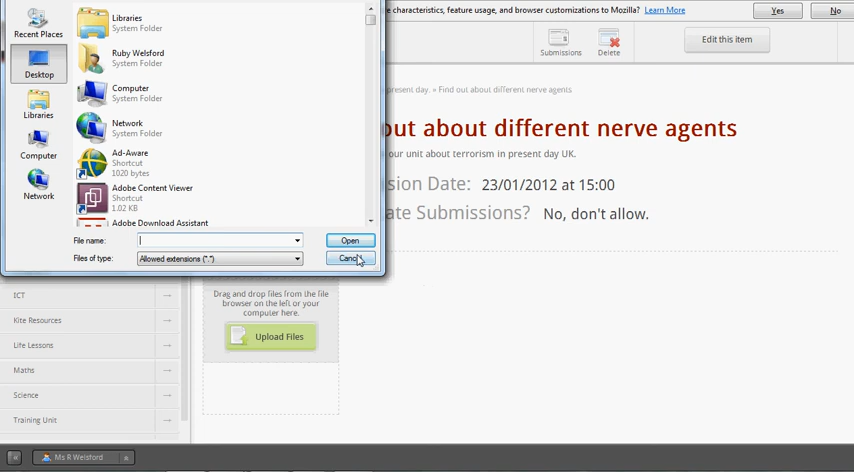 Recent Places
Desktop
Libraries
Computer
Network
Libraries
System Folder
Ruby Welsford
System Folder
Computer
System Folder
Network
System Folder
Ad-Aware
Shortcut
1020 bytes
Adobe Content Viewer
Shortcut
1.02 KB
Adobe Download Assistant
File name:
Open
Files of type:
Allowed extensions (*.*)
Cancel
characteristics, feature usage, and browser customizations to Mozilla? Learn More
Yes
No
Submissions
Delete
Edit this item
present day. » Find out about different nerve agents
out about different nerve agents
our unit about terrorism in present day UK.
Date: 23/01/2012 at 15:00
Submissions? No, don't allow.
ICT
Kite Resources
Life Lessons
Maths
Science
Training Unit
Drag and drop files from the file
browser on the left or your
computer here.
Upload Files
Ms R Welsford